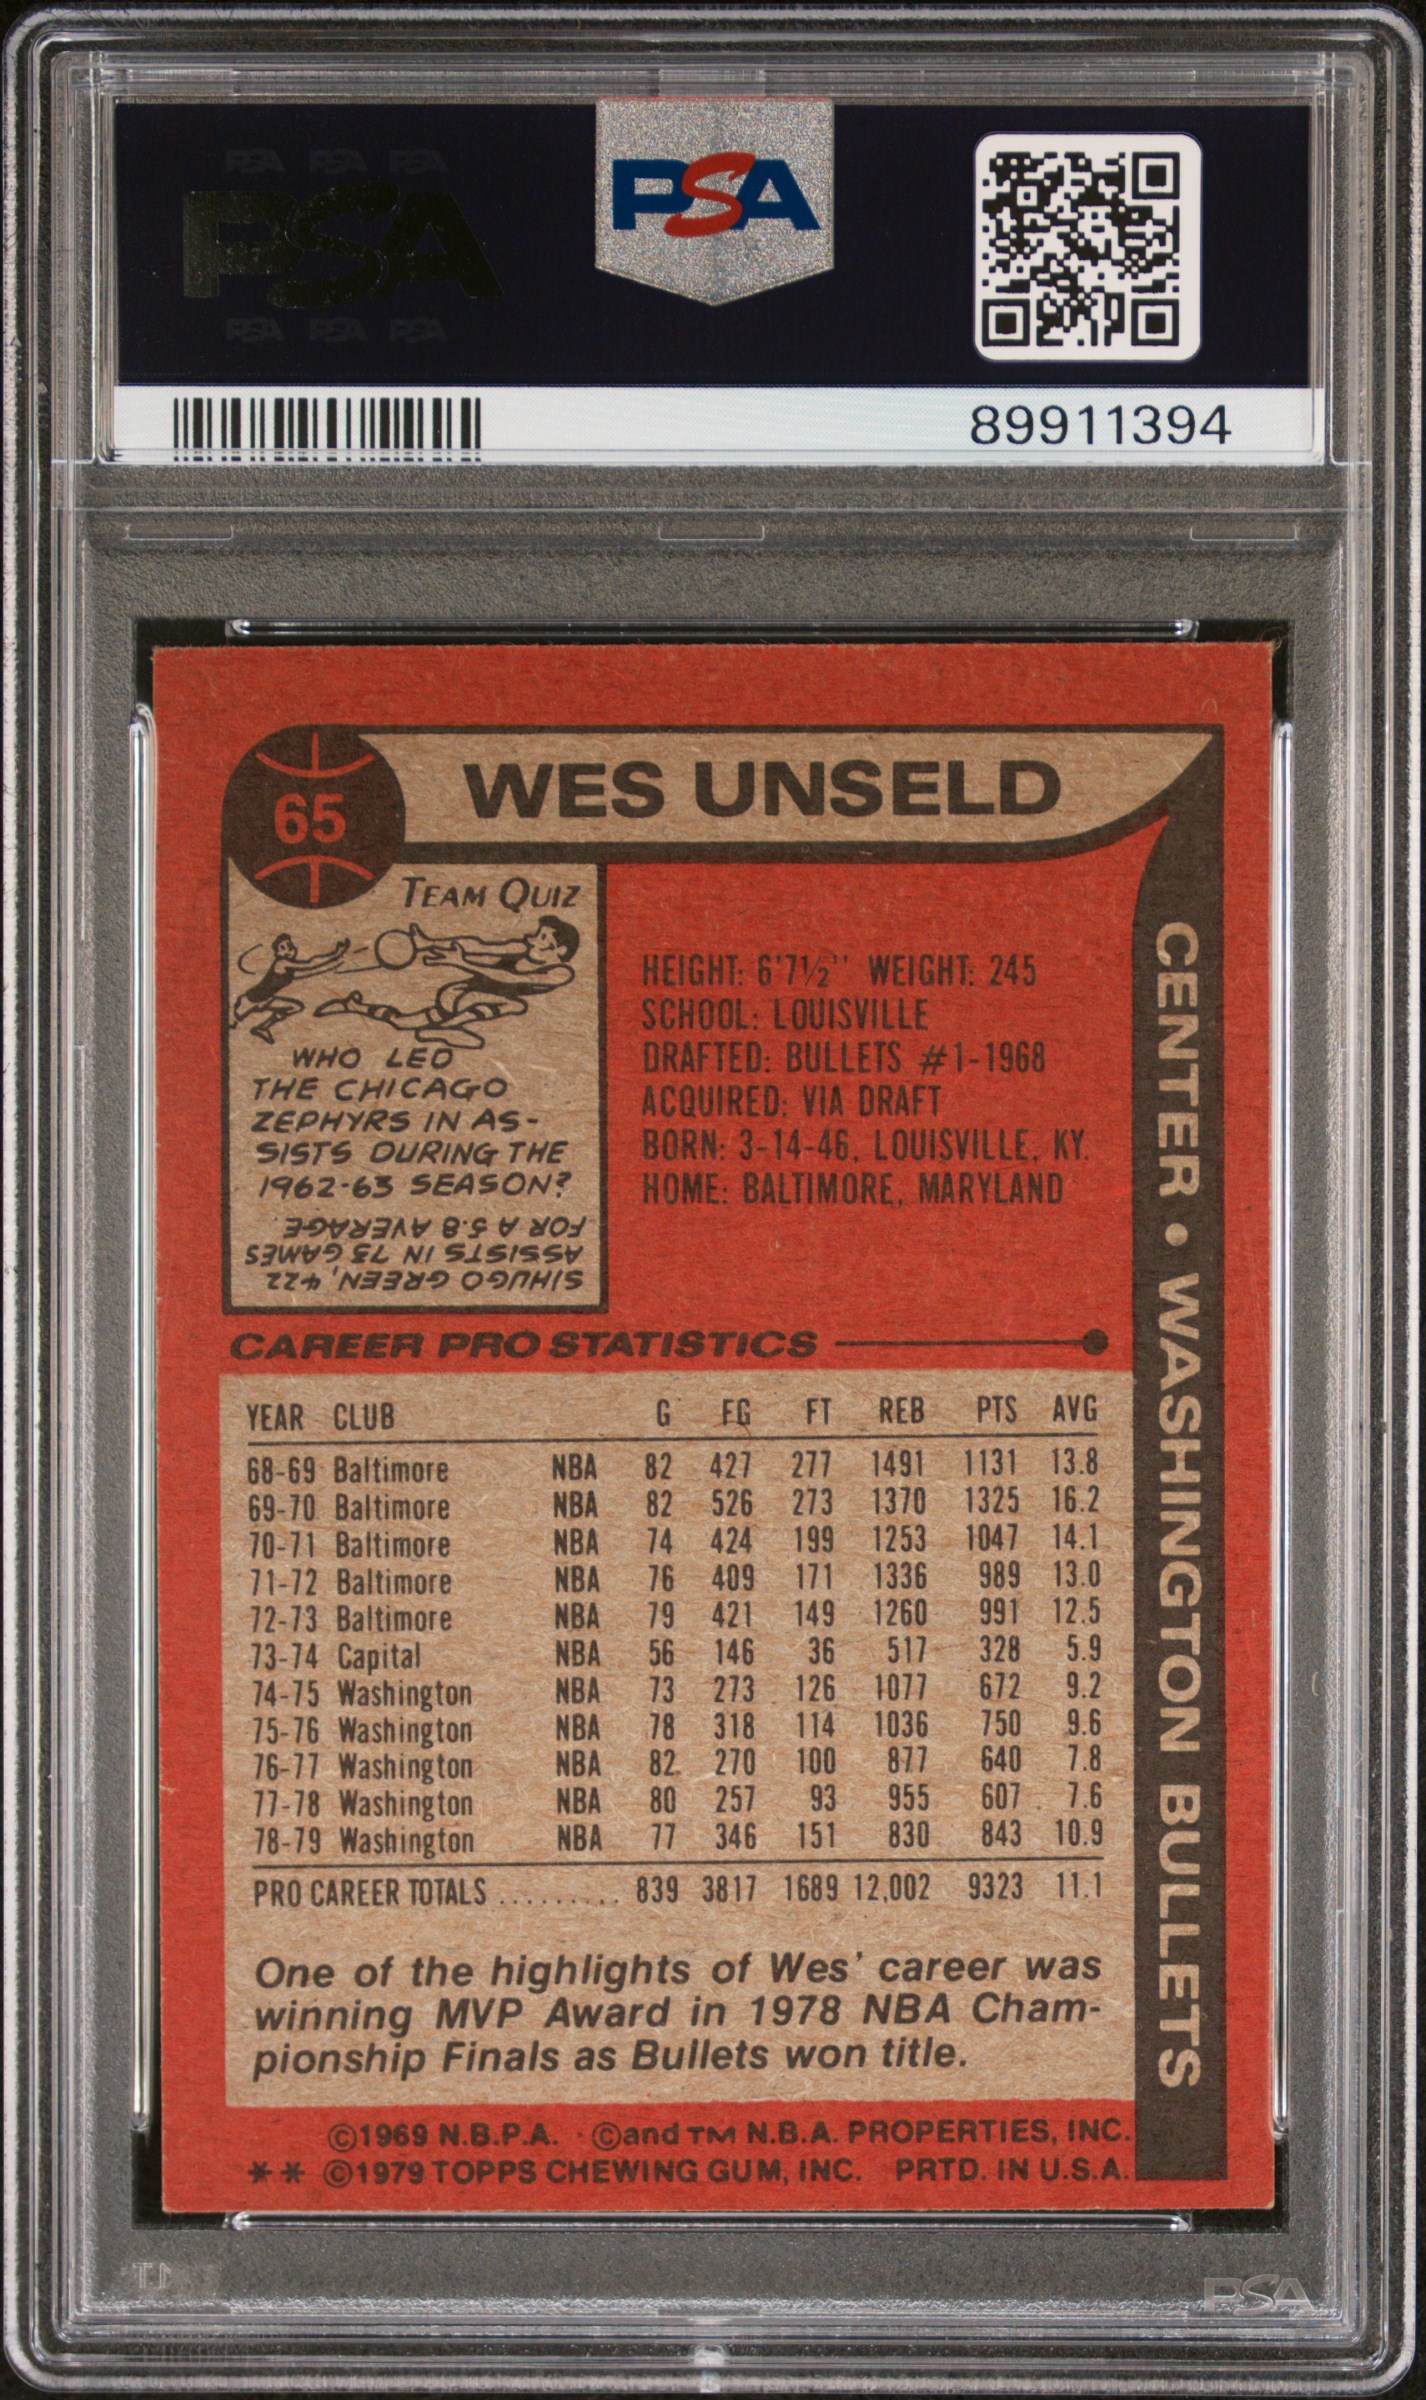 PSA PSA PSA
PSA
PSA PSA PSA
PSA
89911394
65
WES UNSELD
TEAM QUIZ
WHO LED
THE CHICAGO
ZEPHYRS IN AS-
SISTS DURING THE
1962-63 SEASON?
SIHUGO GREEN, 422
ASSISTS IN 73 GAMES
FOR A 5.8 AVERAGE.
HEIGHT: 6'7½" WEIGHT: 245
SCHOOL: LOUISVILLE
DRAFTED: BULLETS #1-1968
ACQUIRED: VIA DRAFT
BORN: 3-14-46, LOUISVILLE, KY.
HOME: BALTIMORE, MARYLAND
CENTER • WASHINGTON BULLETS
CAREER PRO STATISTICS
YEAR CLUB G FG FT REB PTS AVG
68-69 Baltimore NBA 82 427 277 1491 1131 13.8
69-70 Baltimore NBA 82 526 273 1370 1325 16.2
70-71 Baltimore NBA 74 424 199 1253 1047 14.1
71-72 Baltimore NBA 76 409 171 1336 989 13.0
72-73 Baltimore NBA 79 421 149 1260 991 12.5
73-74 Capital NBA 56 146 36 517 328 5.9
74-75 Washington NBA 73 273 126 1077 672 9.2
75-76 Washington NBA 78 318 114 1036 750 9.6
76-77 Washington NBA 82 270 100 877 640 7.8
77-78 Washington NBA 80 257 93 955 607 7.6
78-79 Washington NBA 77 346 151 830 843 10.9
PRO CAREER TOTALS ......... 839 3817 1689 12,002 9323 11.1
One of the highlights of Wes' career was
winning MVP Award in 1978 NBA Cham-
pionship Finals as Bullets won title.
©1969 N.B.P.A. ©and TM N.B.A. PROPERTIES, INC.
** ©1979 TOPPS CHEWING GUM, INC. PRTD. IN U.S.A.
PSA